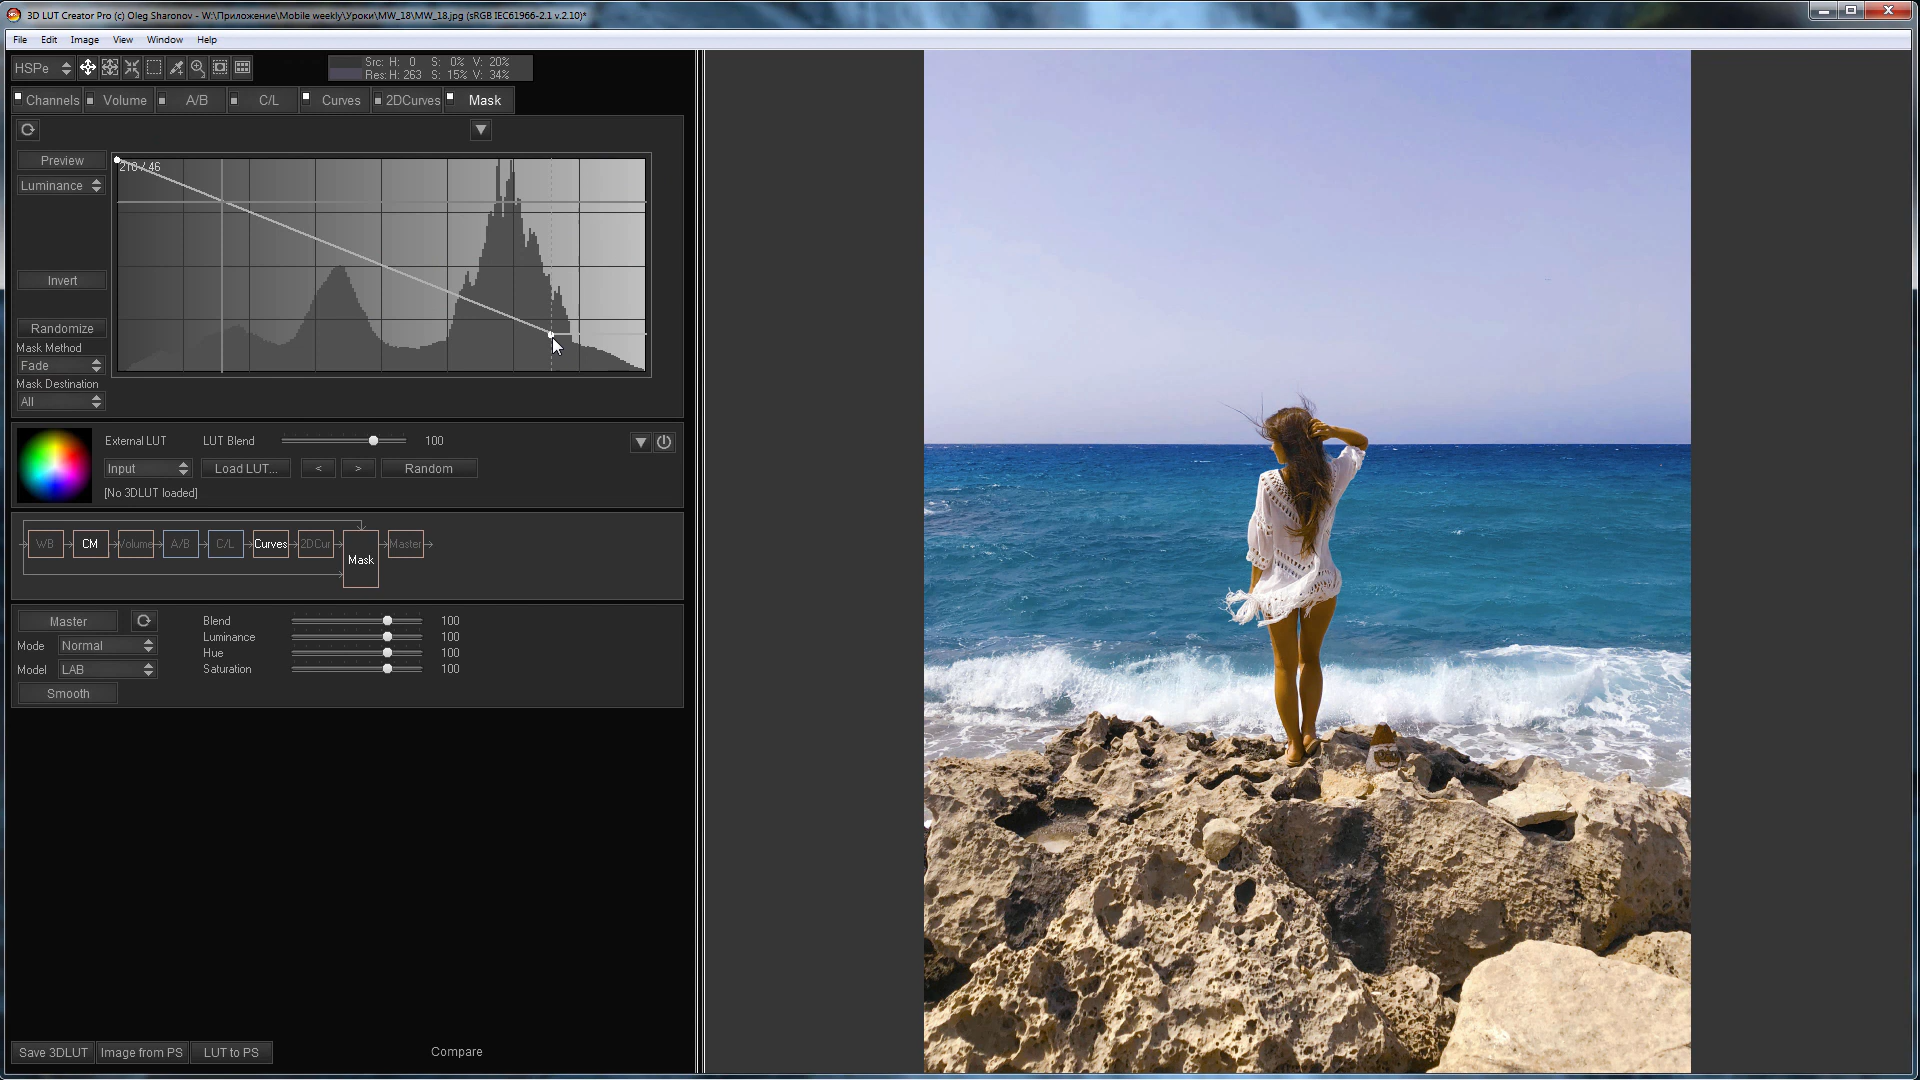 3D LUT Creator Pro (c) Oleg Sharonov - W:\Приложение\Mobile weekly\Уроки\MW_18\MW_18.jpg (sRGB IEC61966-2.1 v.2.10)*
File Edit Image View Window Help
HSPe
Src: H: 0 S: 0% V: 20%
Res: H: 263 S: 15% V: 34%
Channels Volume A/B C/L Curves 2DCurves Mask
Preview
210 / 46
Luminance
Invert
Randomize
Mask Method
Fade
Mask Destination
All
External LUT LUT Blend 100
Input Load LUT... < > Random
[No 3DLUT loaded]
WB CM Volume A/B C/L Curves 2DCur Mask Master
Master Blend 100
Luminance 100
Mode Normal Hue 100
Model LAB Saturation 100
Smooth
Save 3DLUT Image from PS LUT to PS Compare